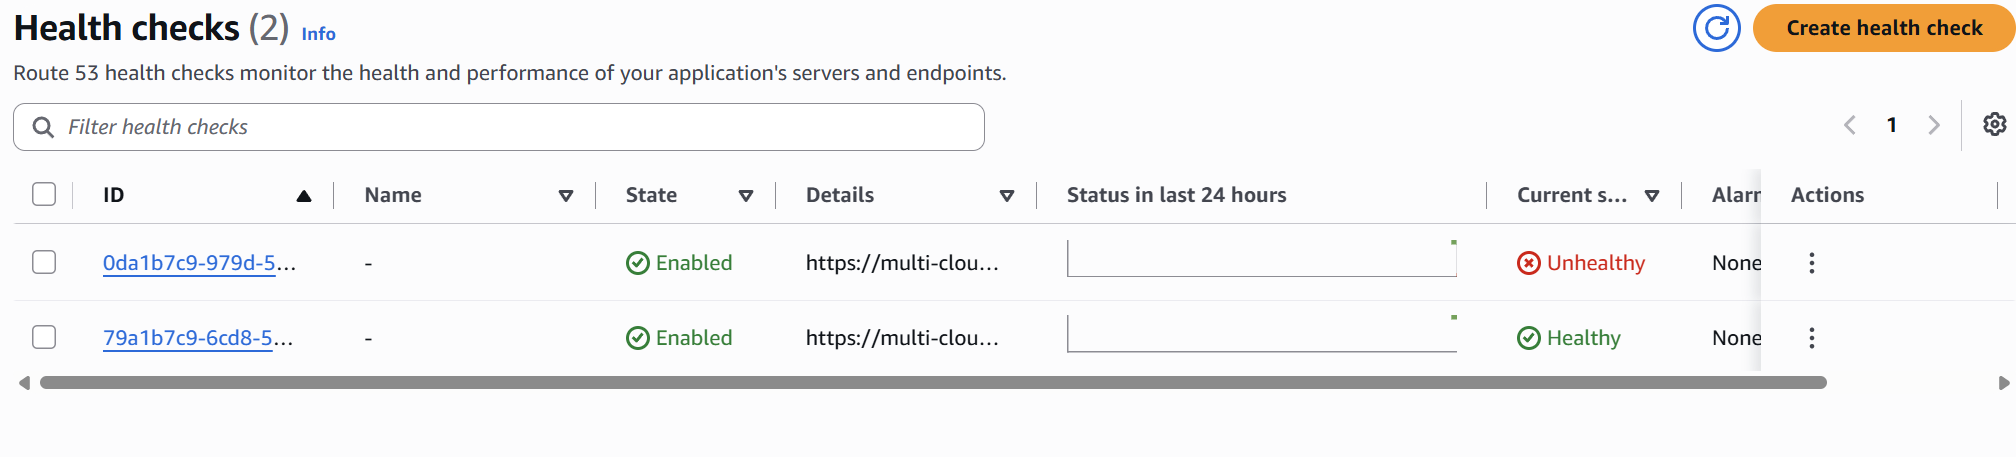 Health checks (2) Info
Create health check
Route 53 health checks monitor the health and performance of your application's servers and endpoints.
Filter health checks
1
ID Name State Details Status in last 24 hours Current s... Alarm Actions
0da1b7c9-979d-5... - Enabled https://multi-clou... Unhealthy None
79a1b7c9-6cd8-5... - Enabled https://multi-clou... Healthy None